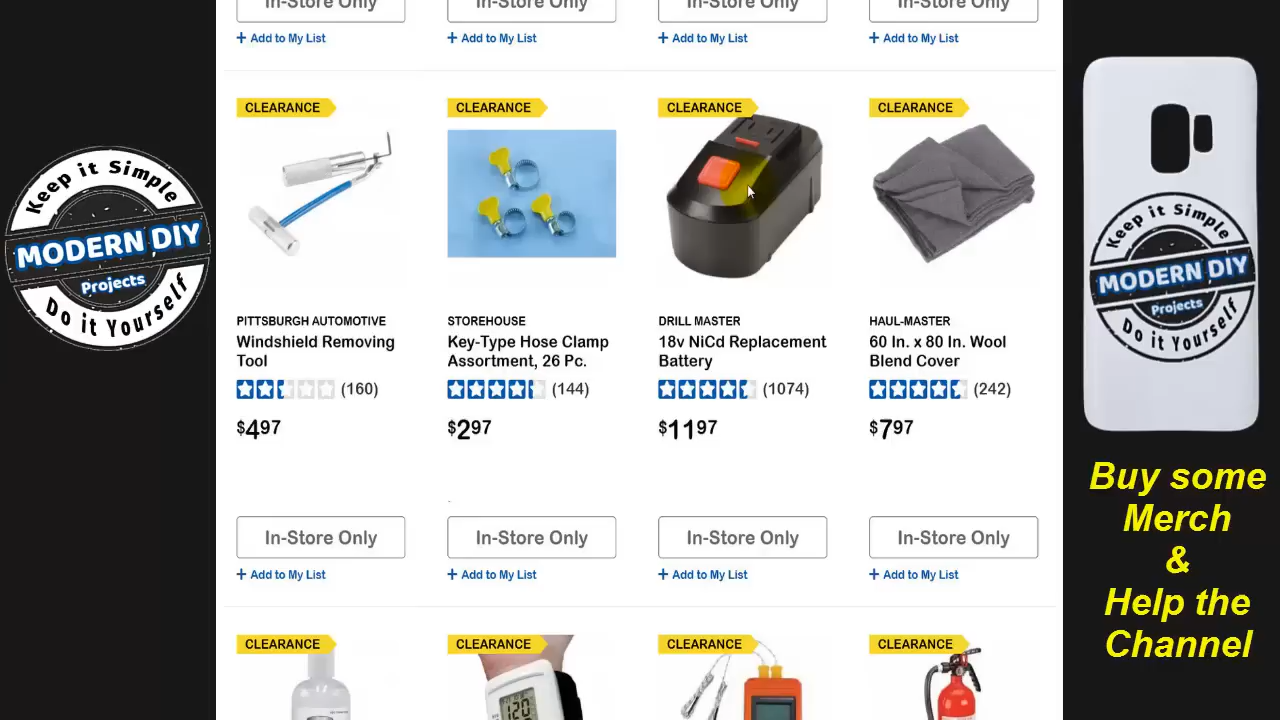 In-Store Only
In-Store Only
In-Store Only
In-Store Only
+ Add to My List
+ Add to My List
+ Add to My List
+ Add to My List
CLEARANCE
CLEARANCE
CLEARANCE
CLEARANCE
PITTSBURGH AUTOMOTIVE
Windshield Removing
Tool
(160)
$4.97
In-Store Only
+ Add to My List
STOREHOUSE
Key-Type Hose Clamp
Assortment, 26 Pc.
(144)
$2.97
In-Store Only
+ Add to My List
DRILL MASTER
18v NiCd Replacement
Battery
(1074)
$11.97
In-Store Only
+ Add to My List
HAUL-MASTER
60 In. x 80 In. Wool
Blend Cover
(242)
$7.97
In-Store Only
+ Add to My List
CLEARANCE
CLEARANCE
CLEARANCE
CLEARANCE
120
Keep it Simple
MODERN DIY
Projects
Do it Yourself
Keep it Simple
MODERN DIY
Projects
Do it Yourself
Buy some
Merch
&
Help the
Channel